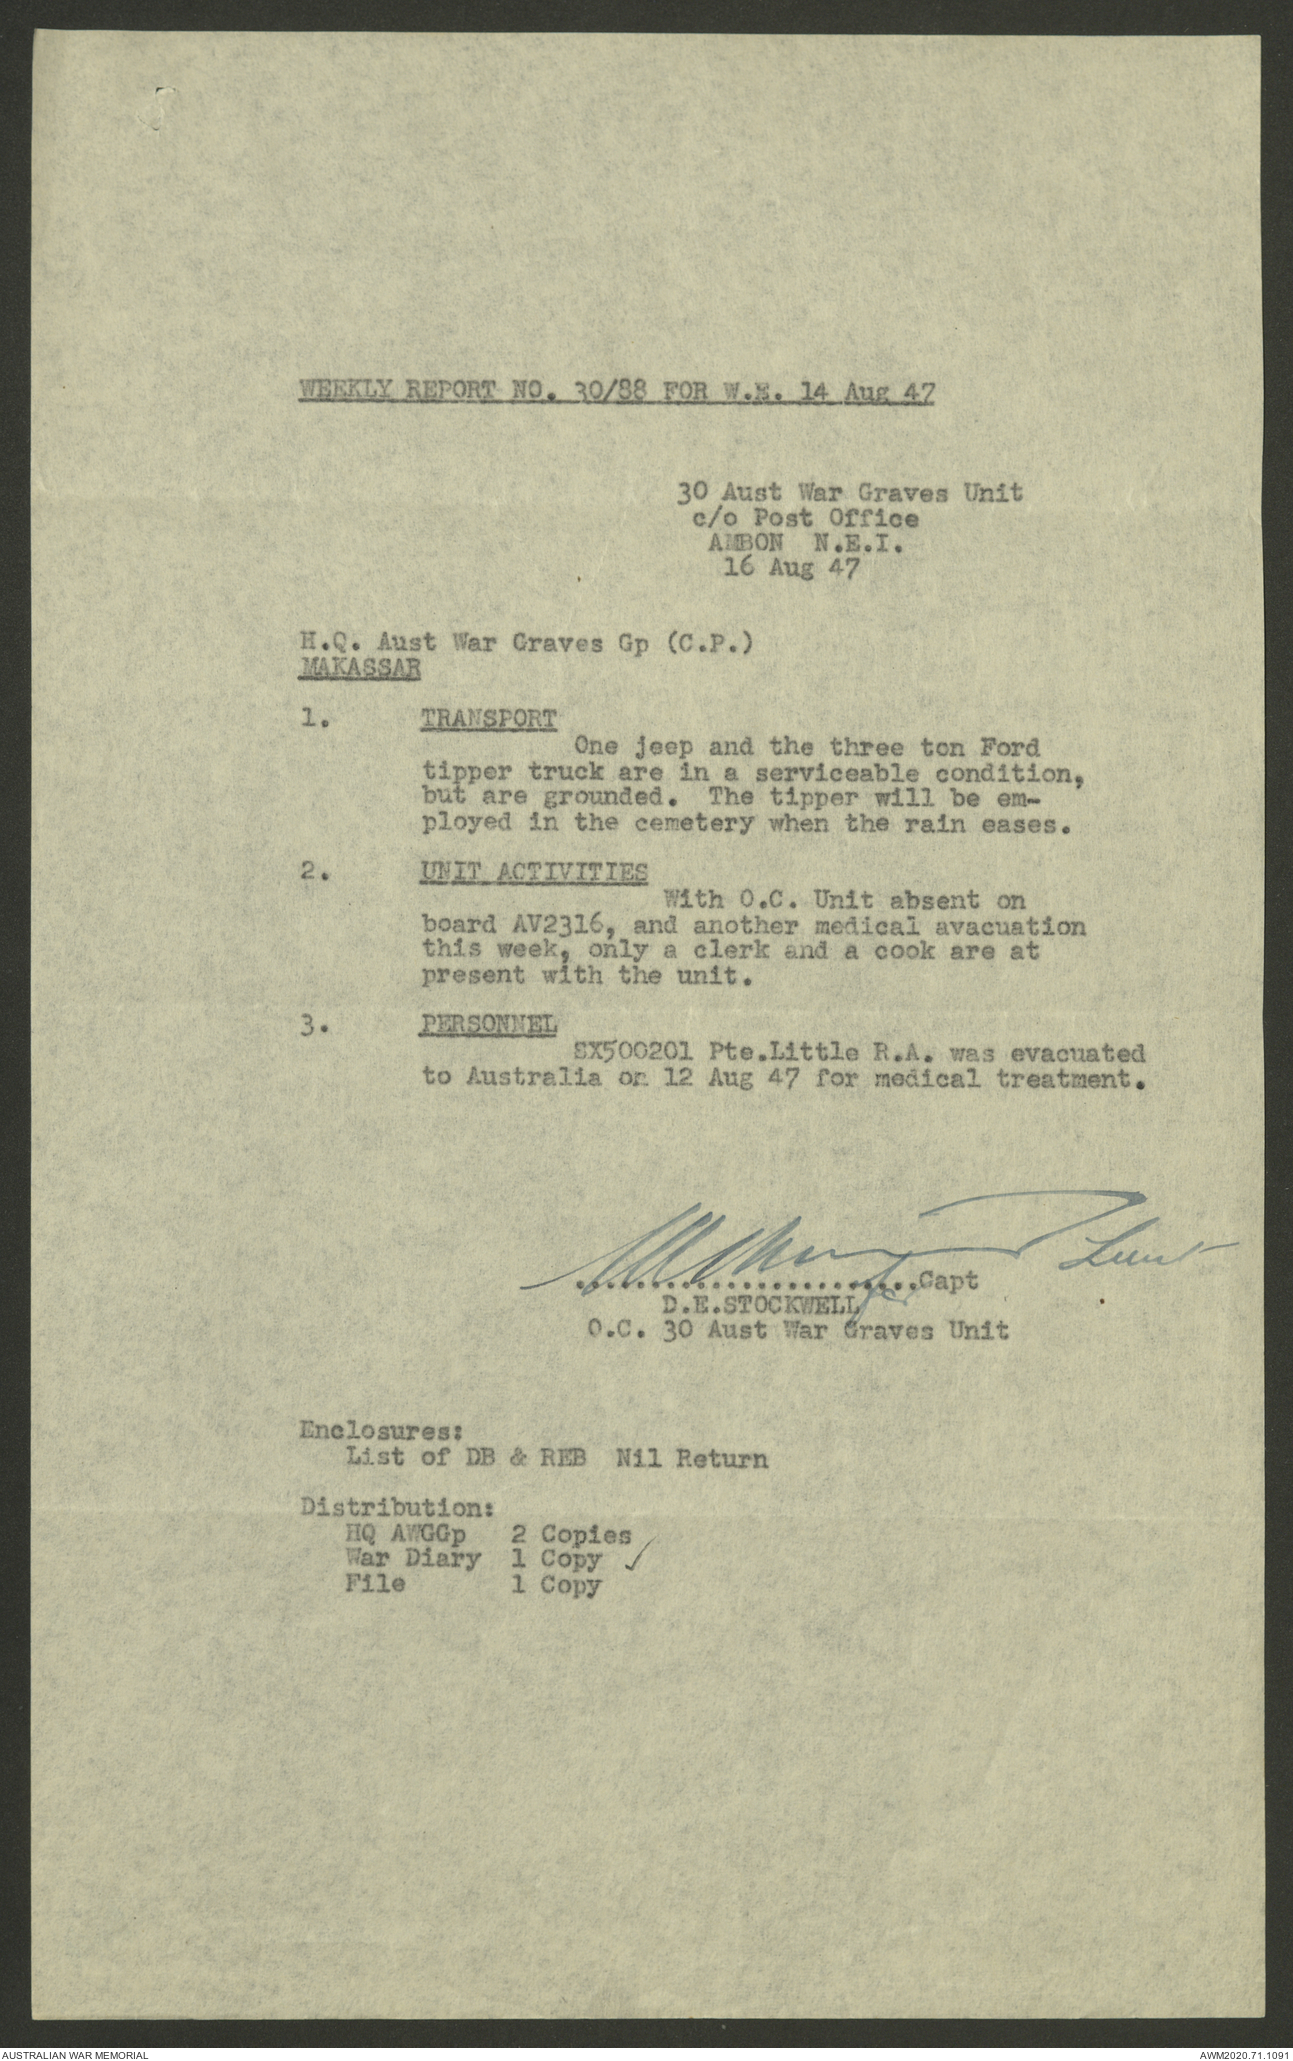 WEEKLY REPORT NO. 30/88 FOR W.E. 14 Aug 47
30 Aust War Graves Unit
c/o Post Office
AMBON N.E.I.
16 Aug 47
H.Q. Aust War Graves Gp (C.P.)
MAKASSAR
1. TRANSPORT
One jeep and the three ton Ford
tipper truck are in a serviceable condition,
but are grounded. The tipper will be em-
ployed in the cemetery when the rain eases.
2. UNIT ACTIVITIES
With O.C. Unit absent on
board AV2316, and another medical avacuation
this week, only a clerk and a cook are at
present with the unit.
3. PERSONNEL
SX500201 Pte.Little R.A. was evacuated
to Australia on 12 Aug 47 for medical treatment.
Lieut
for
.......................Capt
D.E.STOCKWELL
O.C. 30 Aust War Graves Unit
Enclosures:
List of DB & REB Nil Return
Distribution:
HQ AWGGp 2 Copies
War Diary 1 Copy ✓
File 1 Copy
AUSTRALIAN WAR MEMORIAL
AWM2020.71.1091